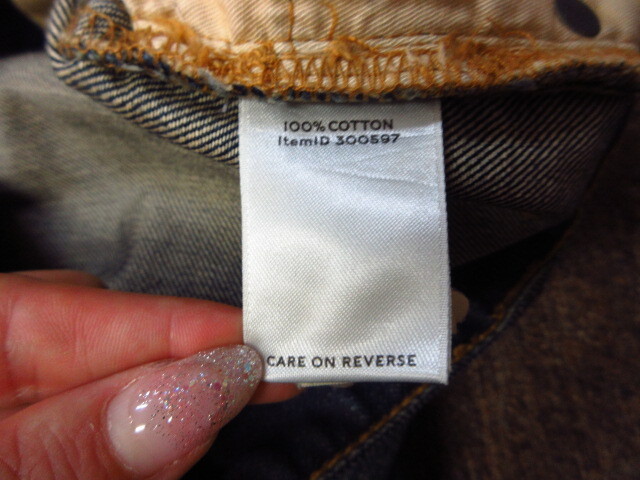 100% COTTON
ItemID 300597
CARE ON REVERSE